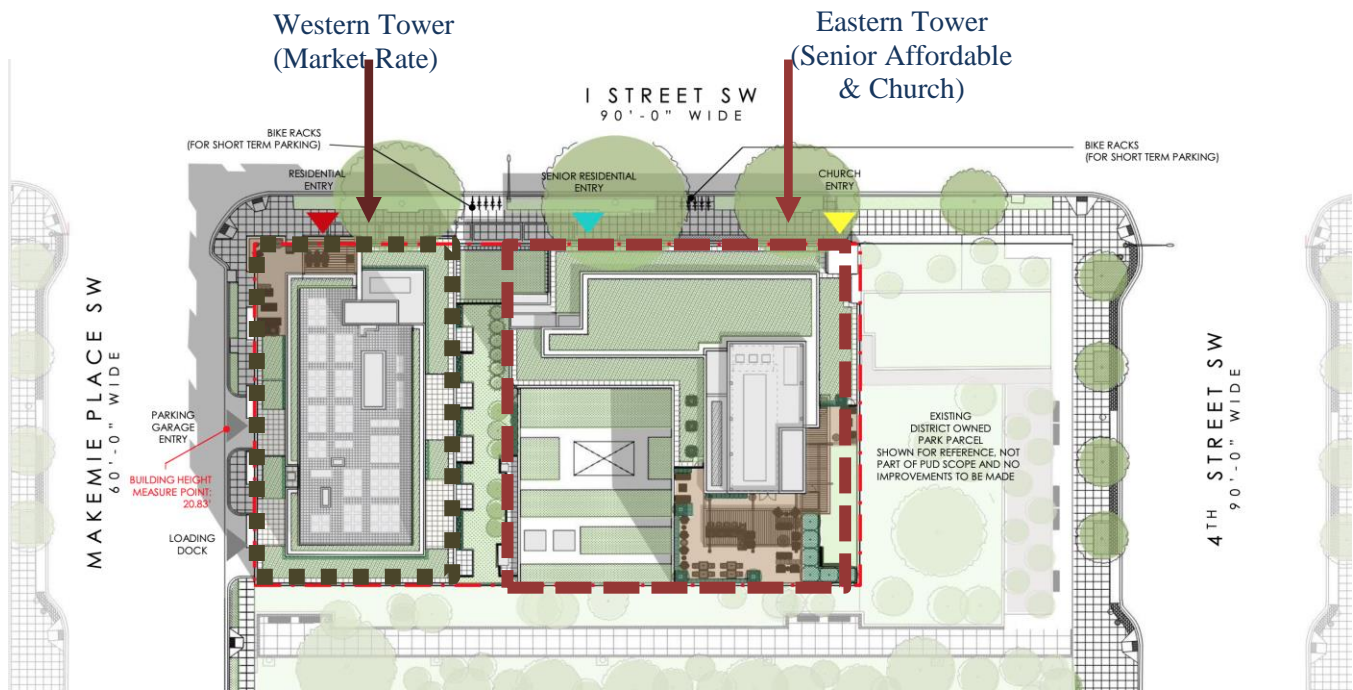 Western Tower
(Market Rate)
Eastern Tower
(Senior Affordable
& Church)
I STREET SW
90'-0" WIDE
BIKE RACKS
(FOR SHORT TERM PARKING)
RESIDENTIAL
ENTRY
SENIOR RESIDENTIAL
ENTRY
CHURCH
ENTRY
BIKE RACKS
(FOR SHORT TERM PARKING)
MAKEMIE PLACE SW
60'-0" WIDE
PARKING
GARAGE
ENTRY
BUILDING HEIGHT
MEASURE POINT:
20.83'
LOADING
DOCK
EXISTING
DISTRICT OWNED
PARK PARCEL
SHOWN FOR REFERENCE, NOT
PART OF PUD SCOPE AND NO
IMPROVEMENTS TO BE MADE
4TH STREET SW
90'-0" WIDE